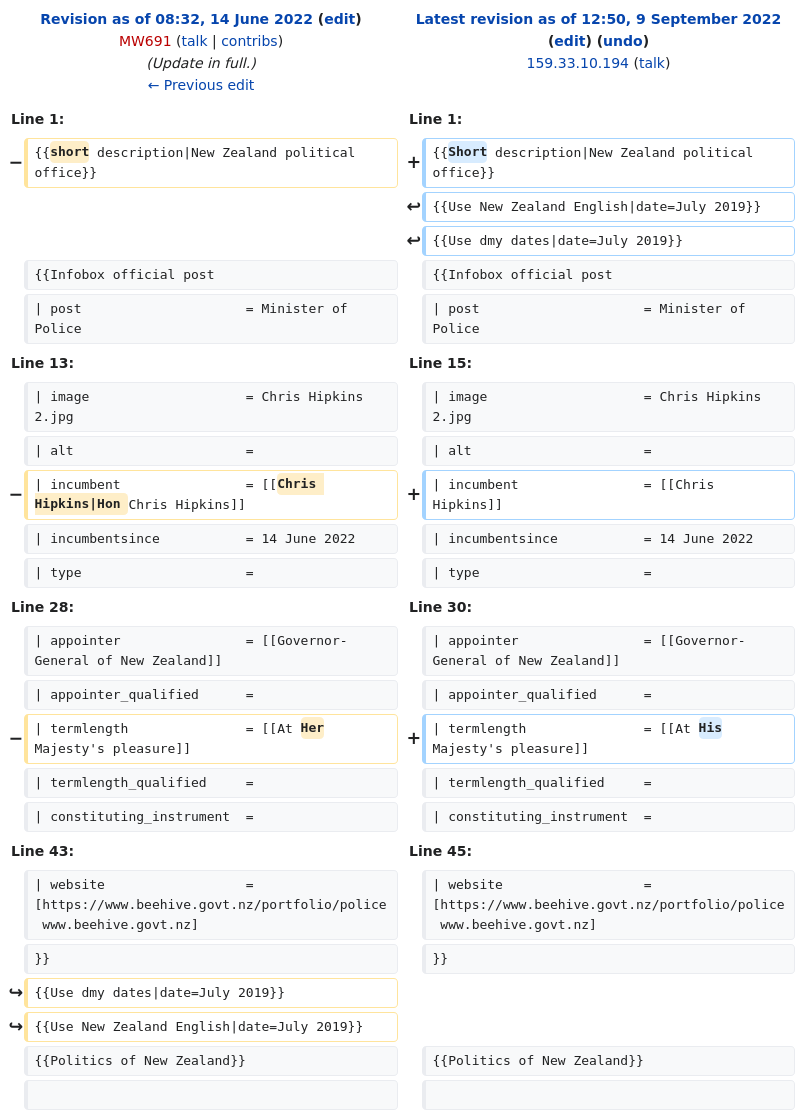 Revision as of 08:32, 14 June 2022 (edit)
MW691 (talk | contribs)
(Update in full.)
← Previous edit
Latest revision as of 12:50, 9 September 2022
(edit) (undo)
159.33.10.194 (talk)
Line 1:
Line 1:
− {{short description|New Zealand political
office}}
+ {{Short description|New Zealand political
office}}
↩ {{Use New Zealand English|date=July 2019}}
↩ {{Use dmy dates|date=July 2019}}
{{Infobox official post
{{Infobox official post
| post                     = Minister of
Police
| post                     = Minister of
Police
Line 13:
Line 15:
| image                    = Chris Hipkins
2.jpg
| image                    = Chris Hipkins
2.jpg
| alt                      =
| alt                      =
− | incumbent                = [[Chris
Hipkins|Hon Chris Hipkins]]
+ | incumbent                = [[Chris
Hipkins]]
| incumbentsince           = 14 June 2022
| incumbentsince           = 14 June 2022
| type                     =
| type                     =
Line 28:
Line 30:
| appointer                = [[Governor-
General of New Zealand]]
| appointer                = [[Governor-
General of New Zealand]]
| appointer_qualified      =
| appointer_qualified      =
− | termlength               = [[At Her
Majesty's pleasure]]
+ | termlength               = [[At His
Majesty's pleasure]]
| termlength_qualified     =
| termlength_qualified     =
| constituting_instrument  =
| constituting_instrument  =
Line 43:
Line 45:
| website                  =
[https://www.beehive.govt.nz/portfolio/police
www.beehive.govt.nz]
| website                  =
[https://www.beehive.govt.nz/portfolio/police
www.beehive.govt.nz]
}}
}}
↪ {{Use dmy dates|date=July 2019}}
↪ {{Use New Zealand English|date=July 2019}}
{{Politics of New Zealand}}
{{Politics of New Zealand}}